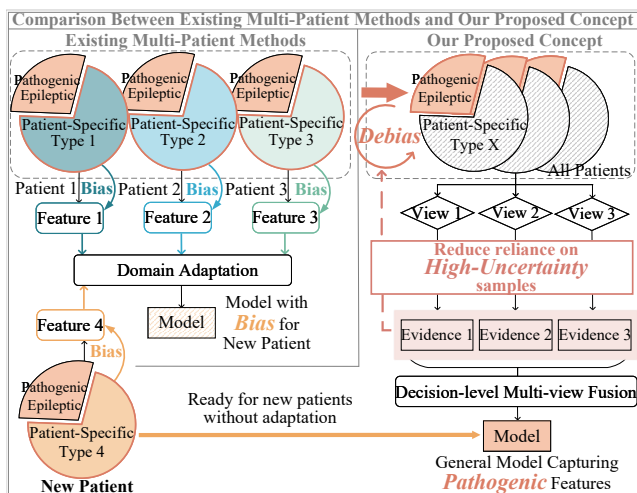 Comparison Between Existing Multi-Patient Methods and Our Proposed Concept
Existing Multi-Patient Methods
Pathogenic
Epileptic
Patient-Specific
Type 1
Pathogenic
Epileptic
Patient-Specific
Type 2
Pathogenic
Epileptic
Patient-Specific
Type 3
Patient 1
Bias
Patient 2
Bias
Patient 3
Bias
Feature 1
Feature 2
Feature 3
Domain Adaptation
Model
Model with
Bias for
New Patient
Feature 4
Bias
Pathogenic
Epileptic
Patient-Specific
Type 4
New Patient
Ready for new patients
without adaptation
Our Proposed Concept
Pathogenic
Epileptic
Patient-Specific
Type X
Debias
All Patients
View 1
View 2
View 3
Reduce reliance on
High-Uncertainty
samples
Evidence 1
Evidence 2
Evidence 3
Decision-level Multi-view Fusion
Model
General Model Capturing
Pathogenic Features